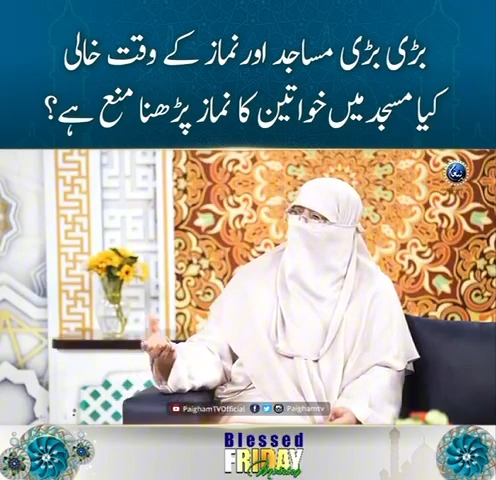 بڑی بڑی مساجد اور نماز کے وقت خالی
کیا مسجد میں خواتین کا نماز پڑھنا منع ہے؟
PaighamTVOfficial
Paighamtv
Blessed
FRIDAY
Morning